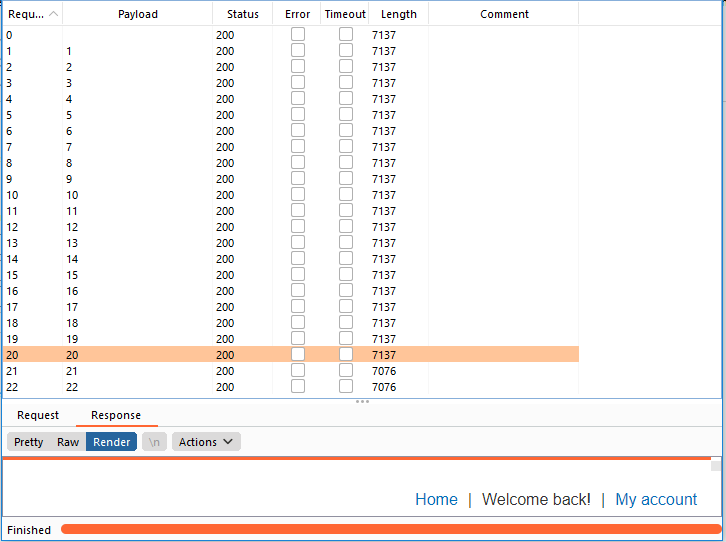 Requ... Payload Status Error Timeout Length Comment
0 200 7137
1 1 200 7137
2 2 200 7137
3 3 200 7137
4 4 200 7137
5 5 200 7137
6 6 200 7137
7 7 200 7137
8 8 200 7137
9 9 200 7137
10 10 200 7137
11 11 200 7137
12 12 200 7137
13 13 200 7137
14 14 200 7137
15 15 200 7137
16 16 200 7137
17 17 200 7137
18 18 200 7137
19 19 200 7137
20 20 200 7137
21 21 200 7076
22 22 200 7076
Request Response
Pretty Raw Render \n Actions
Home | Welcome back! | My account
Finished